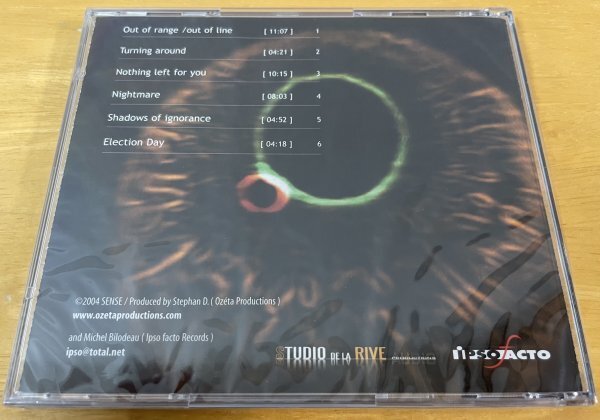 Out of range /out of line [ 11:07 ] 1
Turning around [ 04:21 ] 2
Nothing left for you [ 10:15 ] 3
Nightmare [ 08:03 ] 4
Shadows of ignorance [ 04:52 ] 5
Election Day [ 04:18 ] 6
©2004 SENSE / Produced by Stephan D. ( Ozéta Productions )
www.ozetaproductions.com
and Michel Bilodeau ( Ipso facto Records )
ipso@total.net
STUDIO DE LA RIVE
IPSO FACTO